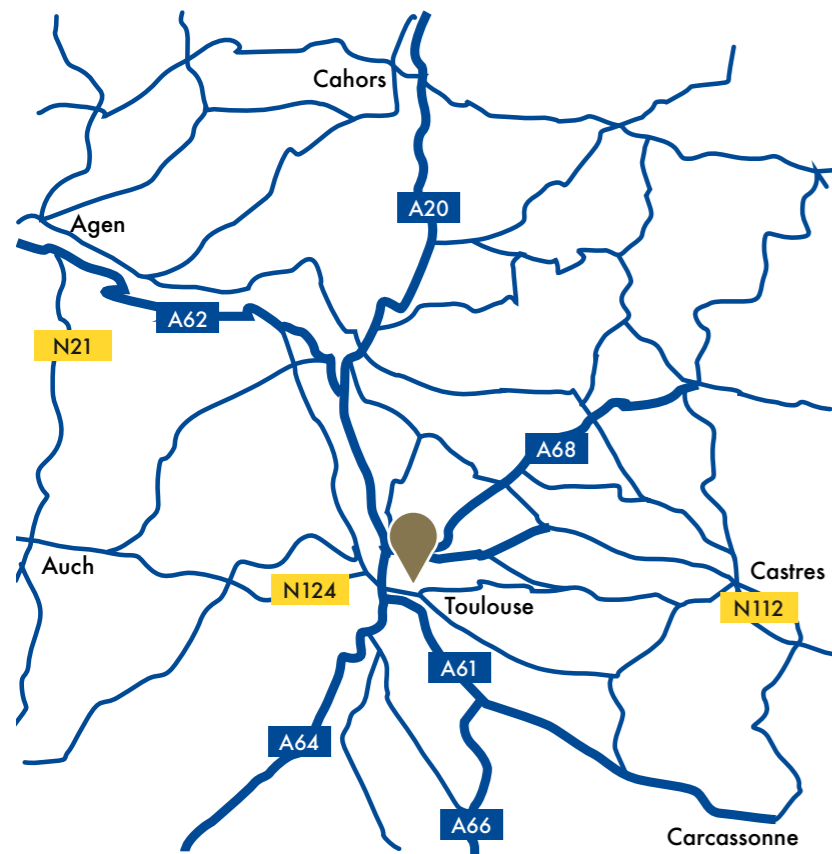 Cahors
A20
Agen
A62
N21
A68
Auch
Castres
N124
Toulouse
N112
A61
A64
A66
Carcassonne